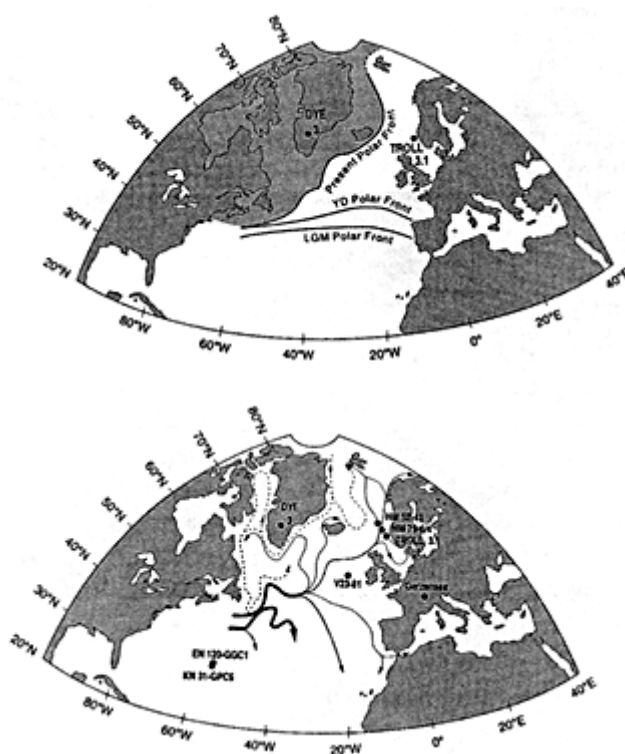 80°N
70°N
60°N
50°N
40°N
30°N
20°N
DYE
3
TROLL
3.1
Present Polar Front
YD Polar Front
LGM Polar Front
80°W
60°W
40°W
20°W
0°
20°E
40°E
80°N
70°N
60°N
50°N
40°N
30°N
20°N
DYE
3
TROLL 3.1
V23-81
Gerzensee
EN 120-GGC1
KN 31-GPC5
80°W
60°W
40°W
20°W
0°
20°E
40°E